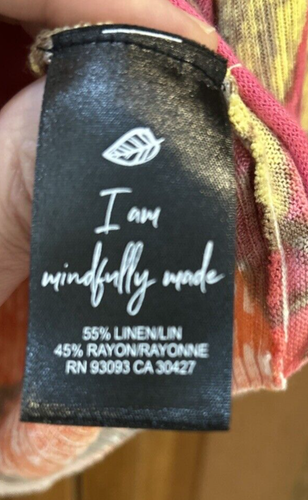 I am
mindfully made
55% LINEN/LIN
45% RAYON/RAYONNE
RN 93093 CA 30427